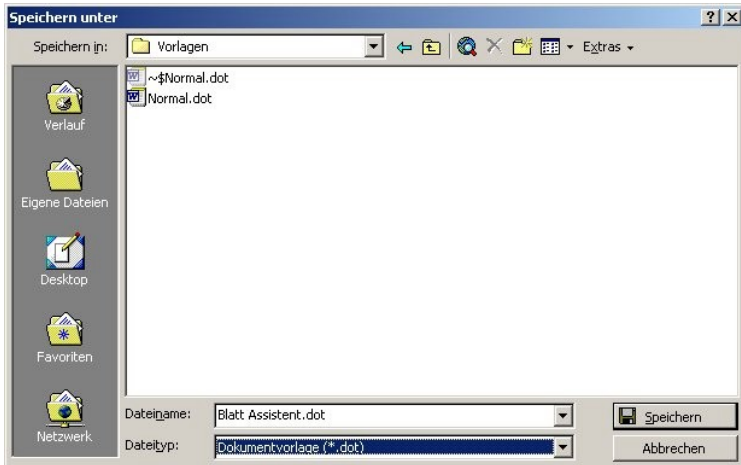 Speichern unter
Speichern in: Vorlagen Extras
~$Normal.dot
Normal.dot
Verlauf
Eigene Dateien
Desktop
Favoriten
Netzwerk
Dateiname: Blatt Assistent.dot Speichern
Dateityp: Dokumentvorlage (*.dot) Abbrechen